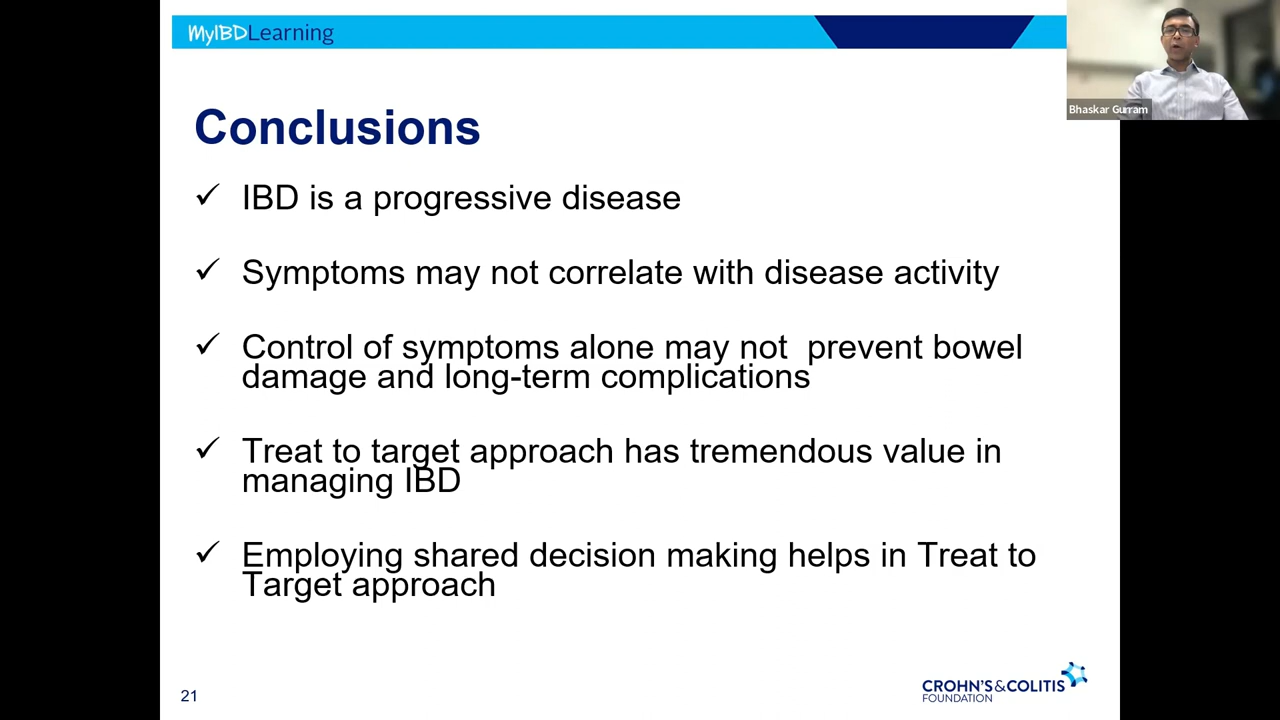 MyIBDLearning
Bhaskar Gurram
Conclusions
✓ IBD is a progressive disease
✓ Symptoms may not correlate with disease activity
✓ Control of symptoms alone may not  prevent bowel
damage and long-term complications
✓ Treat to target approach has tremendous value in
managing IBD
✓ Employing shared decision making helps in Treat to
Target approach
21
CROHN'S & COLITIS
FOUNDATION